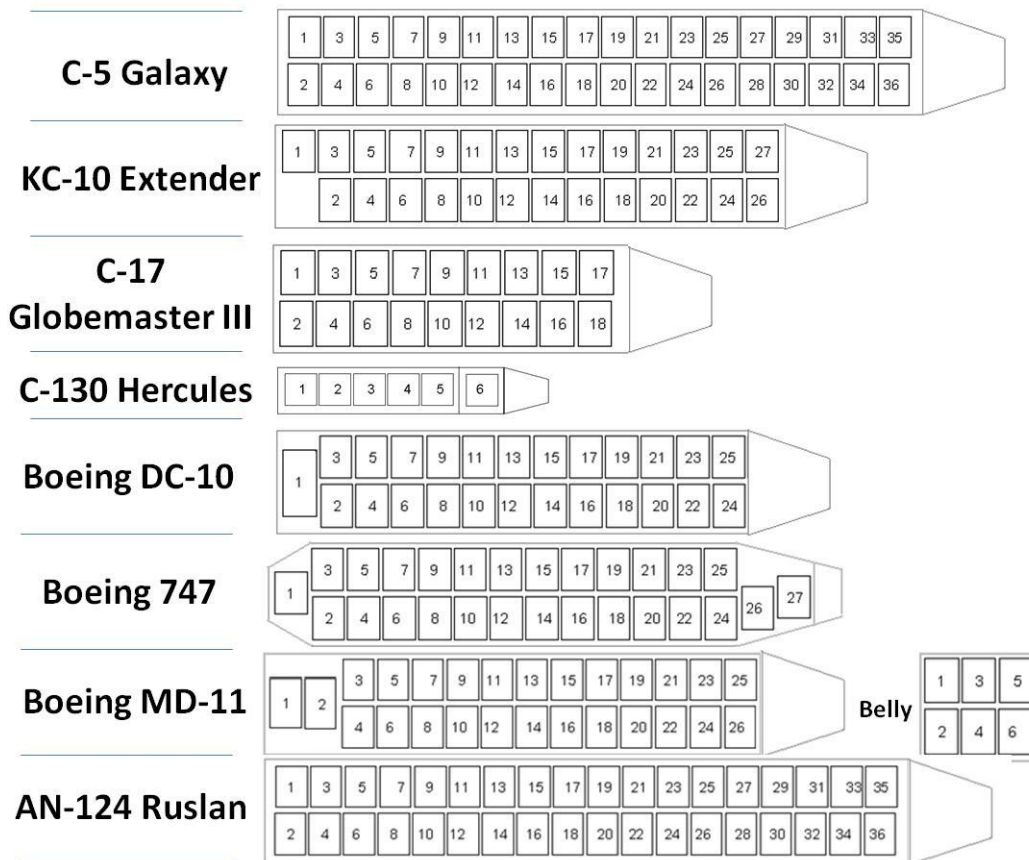 C-5 Galaxy
1 3 5 7 9 11 13 15 17 19 21 23 25 27 29 31 33 35
2 4 6 8 10 12 14 16 18 20 22 24 26 28 30 32 34 36
KC-10 Extender
1 3 5 7 9 11 13 15 17 19 21 23 25 27
2 4 6 8 10 12 14 16 18 20 22 24 26
C-17
Globemaster III
1 3 5 7 9 11 13 15 17
2 4 6 8 10 12 14 16 18
C-130 Hercules
1 2 3 4 5 6
Boeing DC-10
1
3 5 7 9 11 13 15 17 19 21 23 25
2 4 6 8 10 12 14 16 18 20 22 24
Boeing 747
1
3 5 7 9 11 13 15 17 19 21 23 25
2 4 6 8 10 12 14 16 18 20 22 24
26 27
Boeing MD-11
1 2
3 5 7 9 11 13 15 17 19 21 23 25
4 6 8 10 12 14 16 18 20 22 24 26
Belly
1 3 5
2 4 6
AN-124 Ruslan
1 3 5 7 9 11 13 15 17 19 21 23 25 27 29 31 33 35
2 4 6 8 10 12 14 16 18 20 22 24 26 28 30 32 34 36